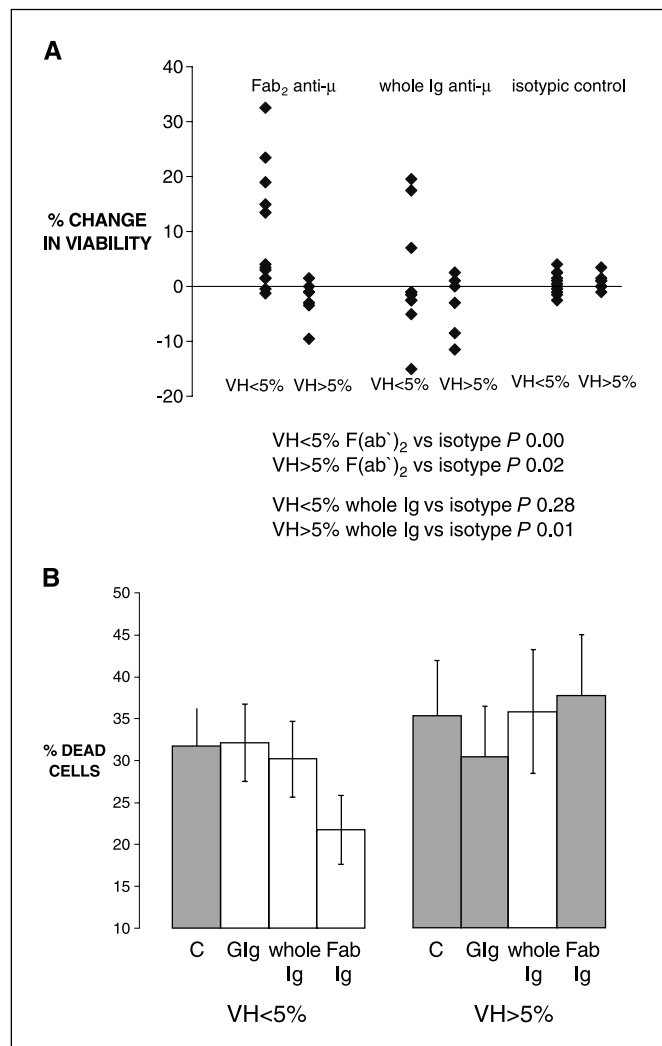 A
Fab₂ anti-μ whole Ig anti-μ isotypic control
40
30
20
10
0
-10
-20
% CHANGE
IN VIABILITY
VH<5% VH>5% VH<5% VH>5% VH<5% VH>5%
VH<5% F(ab`)₂ vs isotype P 0.00
VH>5% F(ab`)₂ vs isotype P 0.02
VH<5% whole Ig vs isotype P 0.28
VH>5% whole Ig vs isotype P 0.01
B
50
45
40
35
30
25
20
15
10
% DEAD
CELLS
C GIg whole Ig Fab Ig C GIg whole Ig Fab Ig
VH<5% VH>5%